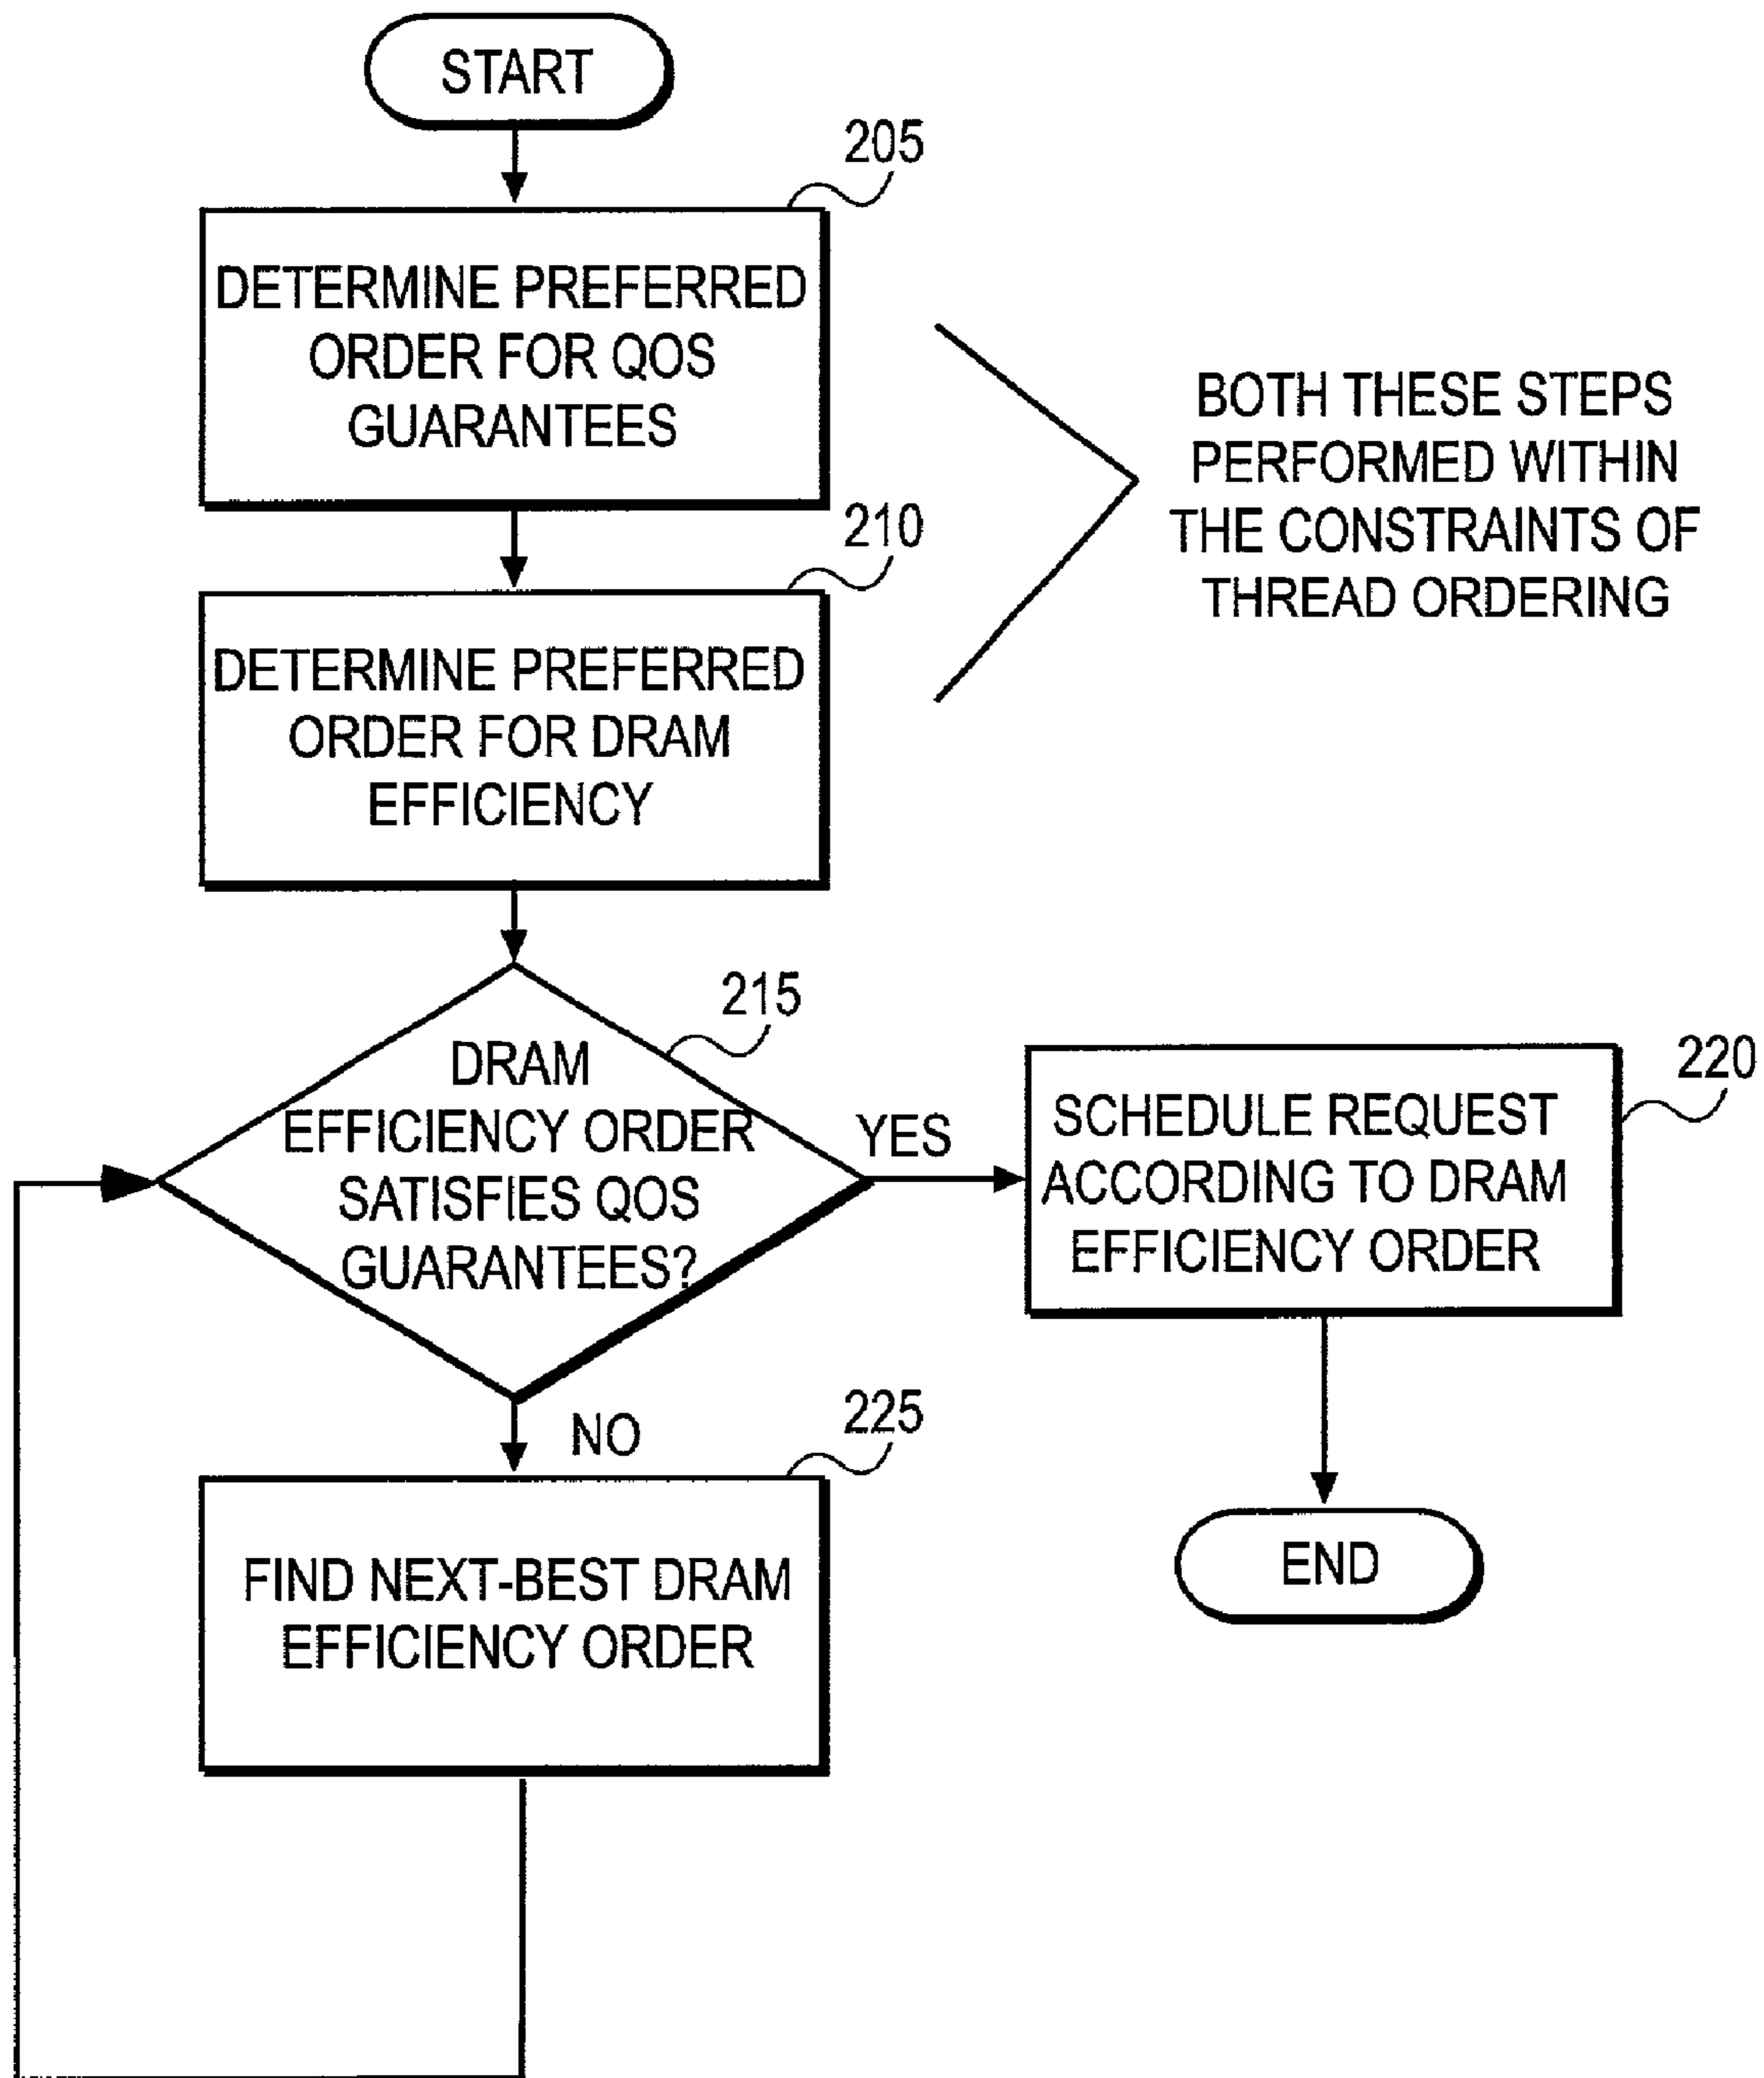 START
205
DETERMINE PREFERRED
ORDER FOR QOS
GUARANTEES
BOTH THESE STEPS
PERFORMED WITHIN
THE CONSTRAINTS OF
THREAD ORDERING
210
DETERMINE PREFERRED
ORDER FOR DRAM
EFFICIENCY
215
DRAM
EFFICIENCY ORDER
SATISFIES QOS
GUARANTEES?
YES
220
SCHEDULE REQUEST
ACCORDING TO DRAM
EFFICIENCY ORDER
NO
225
FIND NEXT-BEST DRAM
EFFICIENCY ORDER
END